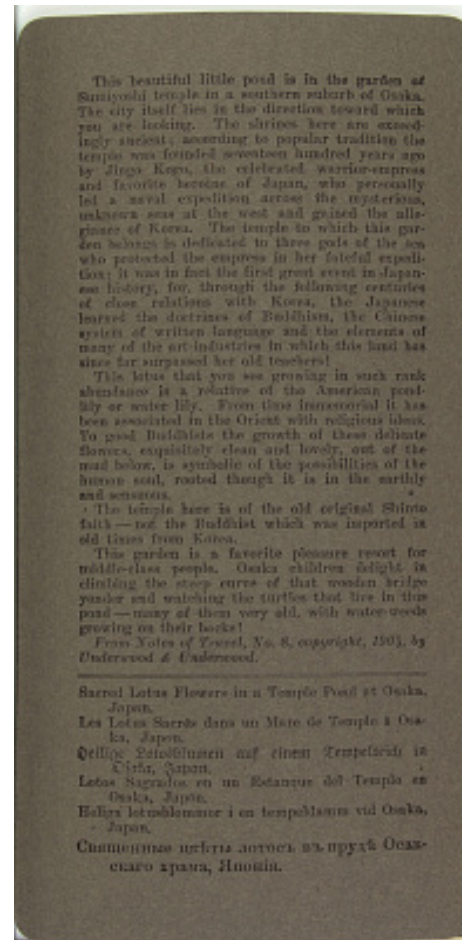 This beautiful little pond is in the garden of
Sumiyoshi temple in a southern suburb of Osaka.
The city itself lies in the direction toward which
you are looking. The shrines here are exceed-
ingly ancient; according to popular tradition the
temple was founded seventeen hundred years ago
by Jingo Kogu, the celebrated warrior-empress
and favorite heroine of Japan, who personally
led a naval expedition across the mysterious,
unknown seas at the west and gained the alle-
giance of Korea. The temple to which this gar-
den belongs is dedicated to three gods of the sea
who protected the empress in her fateful expedi-
tion; it was in fact the first great event in Japan-
ese history, for, through the following centuries
of close relations with Korea, the Japanese
learned the doctrines of Buddhism, the Chinese
system of written language and the elements of
many of the art-industries in which this land has
since far surpassed her old teachers!
This lotus that you see growing in such rank
abundance is a relative of the American pond-
lily or water lily. From time immemorial it has
been associated in the Orient with religious ideas.
To good Buddhists the growth of these delicate
flowers, exquisitely clean and lovely, out of the
mud below, is symbolic of the possibilities of the
human soul, rooted though it is in the earthly
and sensuous.
The temple here is of the old original Shinto
faith — not the Buddhist which was imported in
old times from Korea.
This garden is a favorite pleasure resort for
middle-class people. Osaka children delight in
climbing the steep curve of that wooden bridge
yonder and watching the turtles that live in this
pond — many of them very old, with water-weeds
growing on their backs!
From Notes of Travel, No. 8, copyright, 1904, by
Underwood & Underwood.
Sacred Lotus Flowers in a Temple Pond at Osaka,
Japan.
Les Lotus Sacrés dans un Mare de Temple à Osa-
ka, Japon.
Heilige Lotosblumen auf einem Tempelteich in
Osaka, Japan.
Lotus Sagrados en un Estanque del Templo en
Osaka, Japon.
Heliga lotusblommor i en tempeldamm vid Osaka,
Japan.
Священные цвѣты лотосъ въ прудѣ Осак-
скаго храма, Японія.